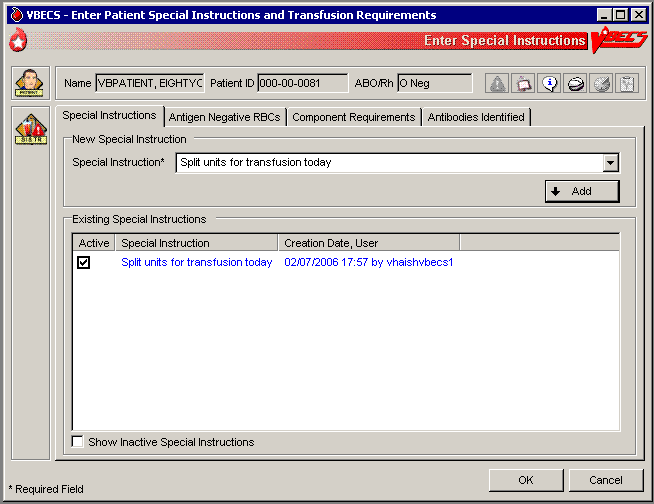 VBECS - Enter Patient Special Instructions and Transfusion Requirements
Enter Special Instructions VBECS
PATIENT
Name VBPATIENT, EIGHTYO Patient ID 000-00-0081 ABO/Rh O Neg
SI & TR
Special Instructions Antigen Negative RBCs Component Requirements Antibodies Identified
New Special Instruction
Special Instruction* Split units for transfusion today
Add
Existing Special Instructions
Active Special Instruction Creation Date, User
Split units for transfusion today 02/07/2006 17:57 by vhaishvbecs1
Show Inactive Special Instructions
* Required Field
OK Cancel